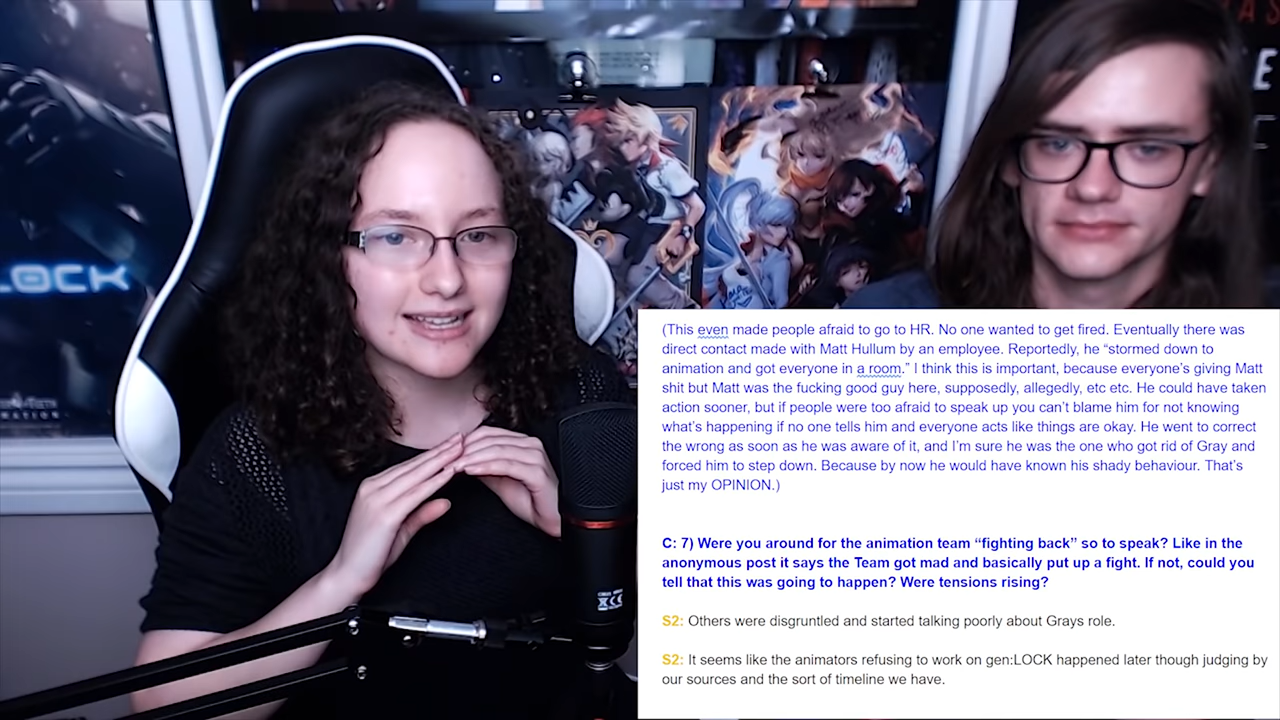 LOCK
(This even made people afraid to go to HR. No one wanted to get fired. Eventually there was
direct contact made with Matt Hullum by an employee. Reportedly, he “stormed down to
animation and got everyone in a room.” I think this is important, because everyone’s giving Matt
shit but Matt was the fucking good guy here, supposedly, allegedly, etc etc. He could have taken
action sooner, but if people were too afraid to speak up you can’t blame him for not knowing
what’s happening if no one tells him and everyone acts like things are okay. He went to correct
the wrong as soon as he was aware of it, and I’m sure he was the one who got rid of Gray and
forced him to step down. Because by now he would have known his shady behaviour. That’s
just my OPINION.)
C: 7) Were you around for the animation team “fighting back” so to speak? Like in the
anonymous post it says the Team got mad and basically put up a fight. If not, could you
tell that this was going to happen? Were tensions rising?
S2: Others were disgruntled and started talking poorly about Grays role.
S2: It seems like the animators refusing to work on gen:LOCK happened later though judging by
our sources and the sort of timeline we have.